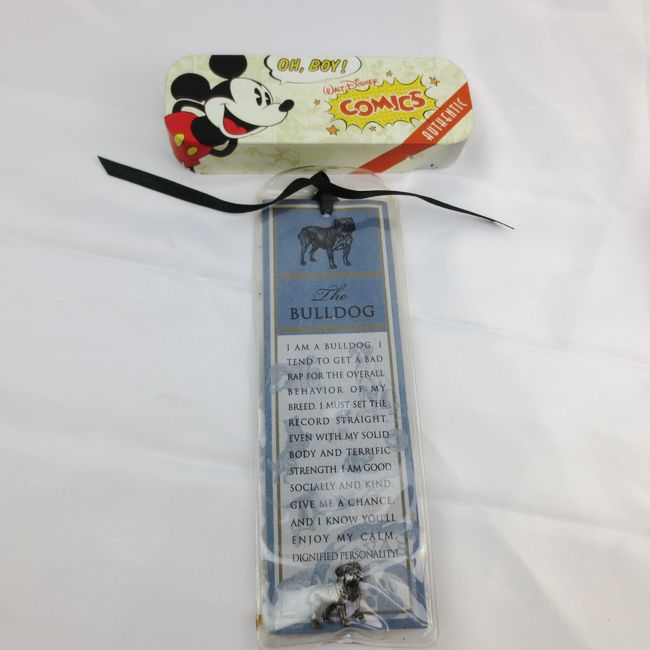 OH, BOY!
WALT DISNEY
COMICS
AUTHENTIC
The
BULLDOG
I AM A BULLDOG. I
TEND TO GET A BAD
RAP FOR THE OVERALL
BEHAVIOR OF MY
BREED. I MUST SET THE
RECORD STRAIGHT.
EVEN WITH MY SOLID
BODY AND TERRIFIC
STRENGTH, I AM GOOD
SOCIALLY AND KIND.
GIVE ME A CHANCE,
AND I KNOW YOU'LL
ENJOY MY CALM,
DIGNIFIED PERSONALITY!